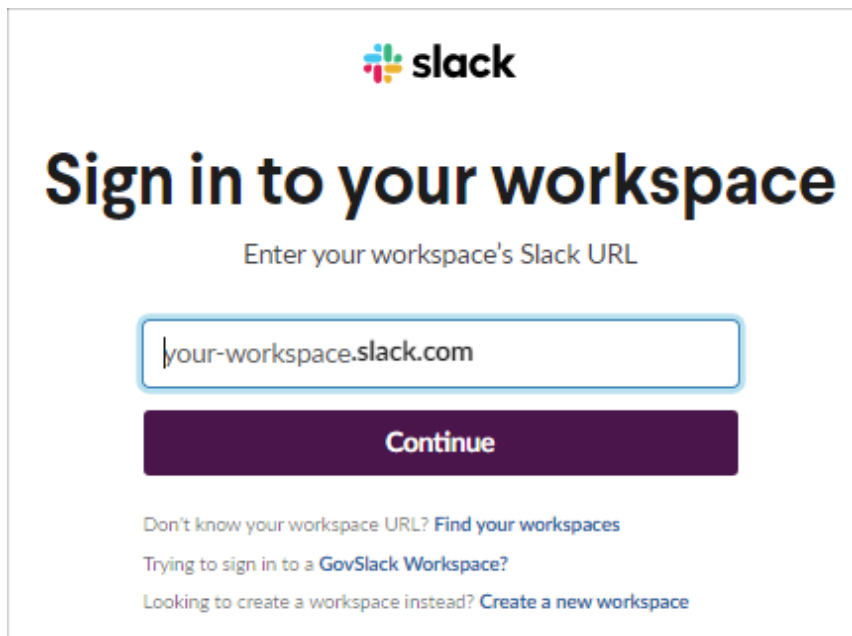 slack
Sign in to your workspace
Enter your workspace's Slack URL
your-workspace.slack.com
Continue
Don't know your workspace URL? Find your workspaces
Trying to sign in to a GovSlack Workspace?
Looking to create a workspace instead? Create a new workspace